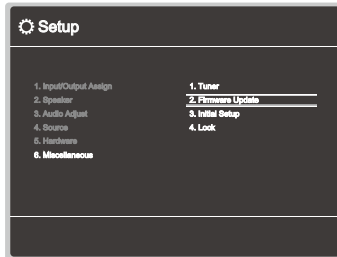 Setup
1. Input/Output Assign
2. Speaker
3. Audio Adjust
4. Source
5. Hardware
6. Miscellaneous
1. Tuner
2. Firmware Update
3. Initial Setup
4. Lock